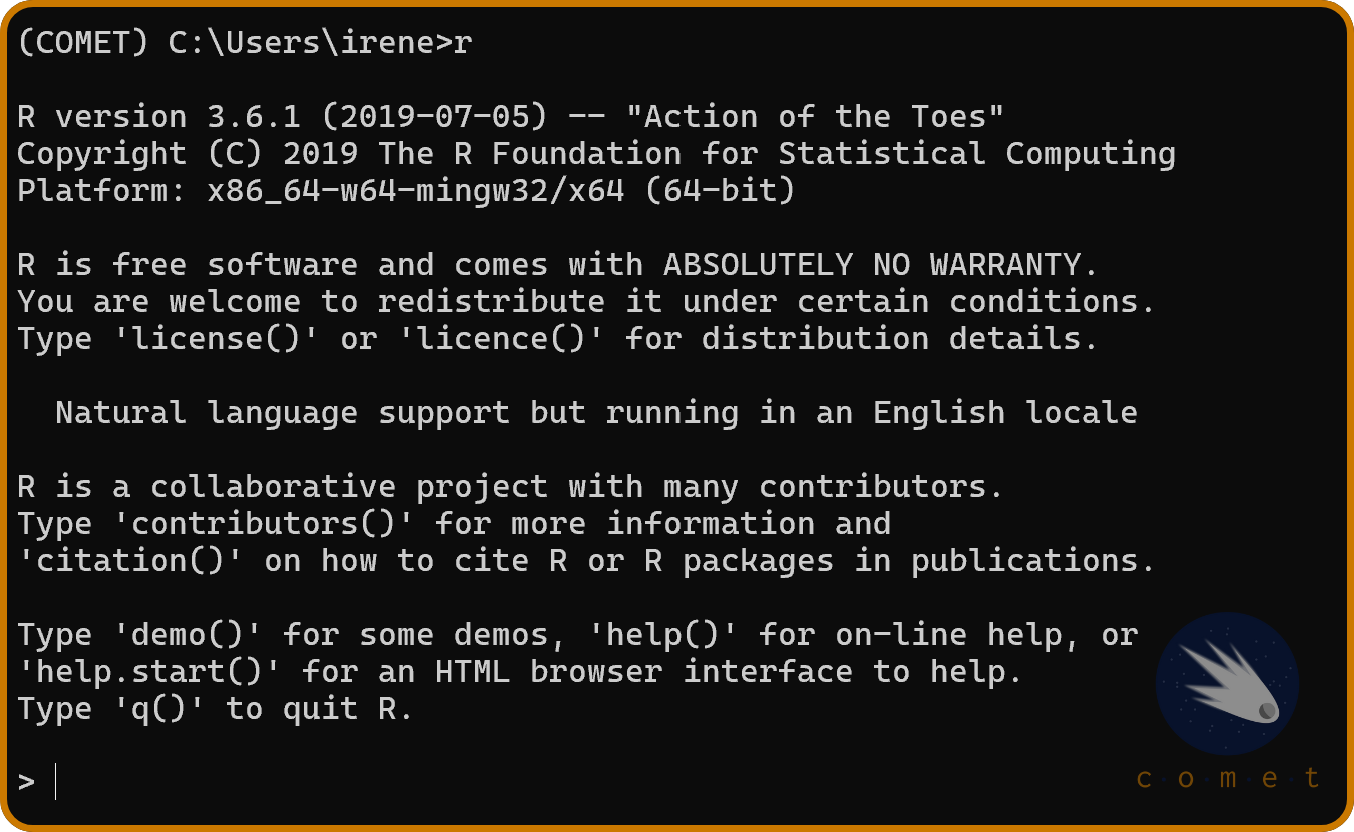 (COMET) C:\Users\irene>r
R version 3.6.1 (2019-07-05) -- "Action of the Toes"
Copyright (C) 2019 The R Foundation for Statistical Computing
Platform: x86_64-w64-mingw32/x64 (64-bit)
R is free software and comes with ABSOLUTELY NO WARRANTY.
You are welcome to redistribute it under certain conditions.
Type 'license()' or 'licence()' for distribution details.
  Natural language support but running in an English locale
R is a collaborative project with many contributors.
Type 'contributors()' for more information and
'citation()' on how to cite R or R packages in publications.
Type 'demo()' for some demos, 'help()' for on-line help, or
'help.start()' for an HTML browser interface to help.
Type 'q()' to quit R.
>
c·o·m·e·t